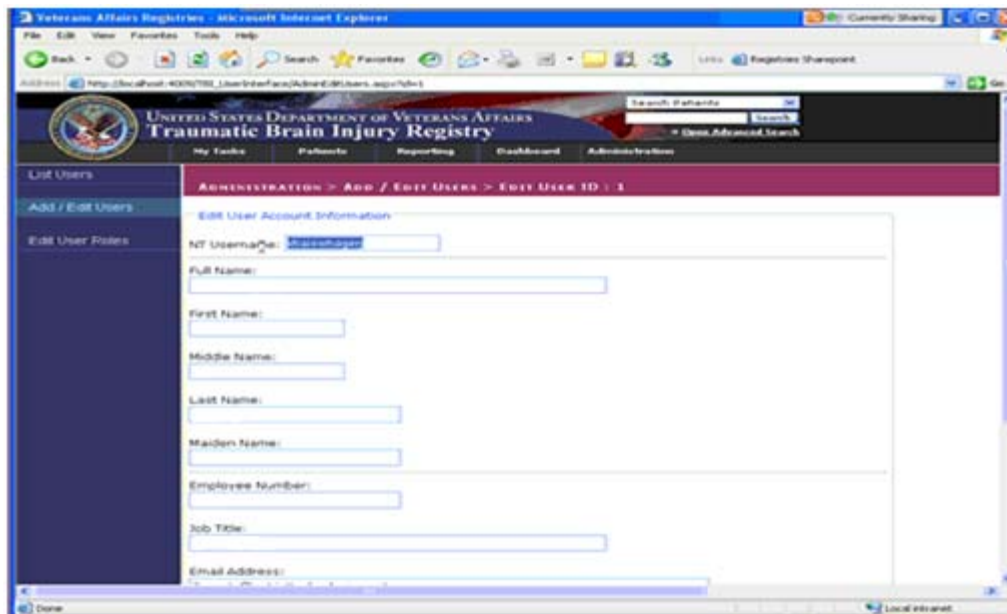 Veterans Affairs Registries - Microsoft Internet Explorer
Currently Sharing
File Edit View Favorites Tools Help
Back Search Favorites Links Registries Sharepoint
Address Go
Search Patients
UNITED STATES DEPARTMENT OF VETERANS AFFAIRS
Search
Traumatic Brain Injury Registry
Open Advanced Search
My Tasks Patients Reporting Dashboard Administration
List Users
ADMINISTRATION > ADD / EDIT USERS > EDIT USER ID : 1
Add / Edit Users
Edit User Account Information
Edit User Roles
NT Username:
Full Name:
First Name:
Middle Name:
Last Name:
Maiden Name:
Employee Number:
Job Title:
Email Address:
Done
Local intranet